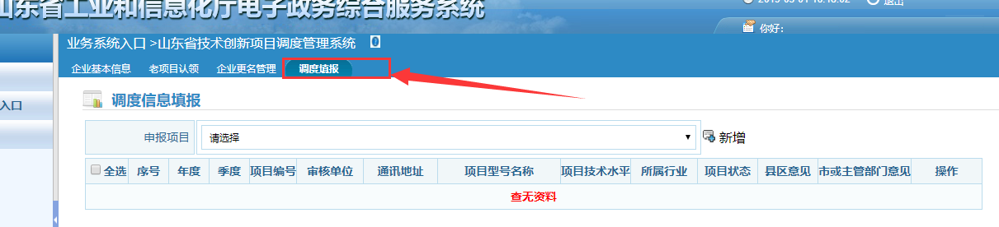 山东省工业和信息化厅电子政务综合服务系统
退出
你好:
业务系统入口 >山东省技术创新项目调度管理系统
企业基本信息 老项目认领 企业更名管理 调度填报
入口
调度信息填报
申报项目 请选择 新增
全选 序号 年度 季度 项目编号 审核单位 通讯地址 项目型号名称 项目技术水平 所属行业 项目状态 县区意见 市或主管部门意见 操作
查无资料